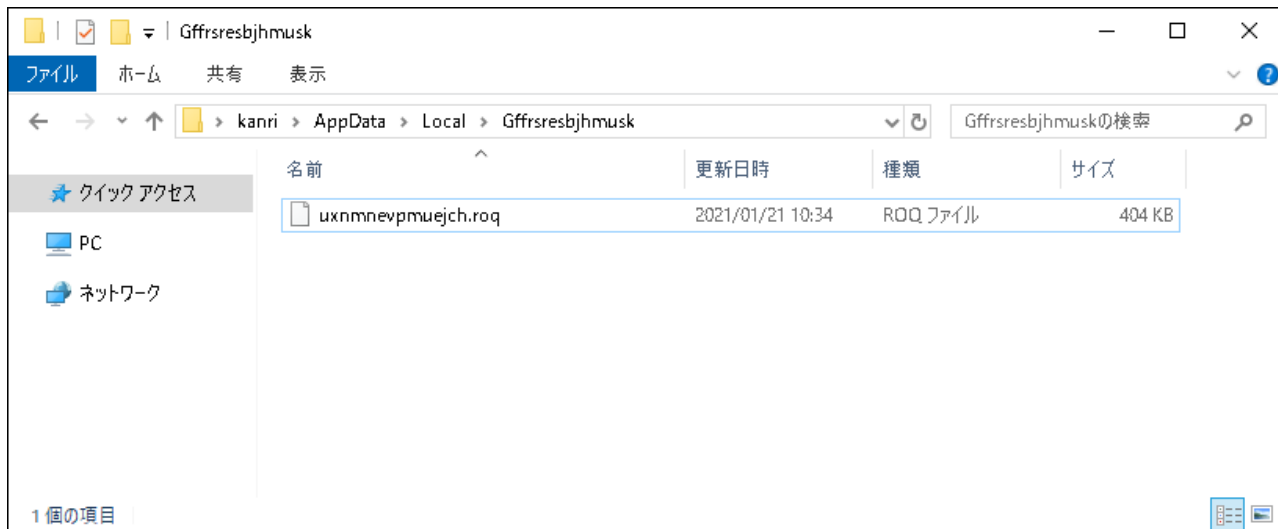 Gffrsresbjhmusk
ファイル ホーム 共有 表示
kanri > AppData > Local > Gffrsresbjhmusk Gffrsresbjhmuskの検索
名前 更新日時 種類 サイズ
クイック アクセス
uxnmnevpmuejch.roq 2021/01/21 10:34 ROQ ファイル 404 KB
PC
ネットワーク
1 個の項目